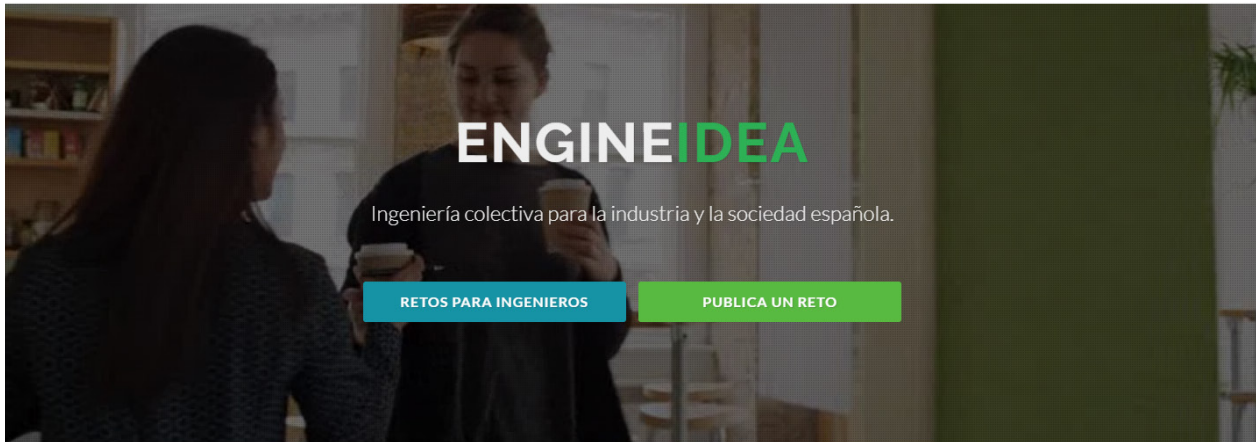 ENGINEIDEA
Ingeniería colectiva para la industria y la sociedad española.
RETOS PARA INGENIEROS PUBLICA UN RETO